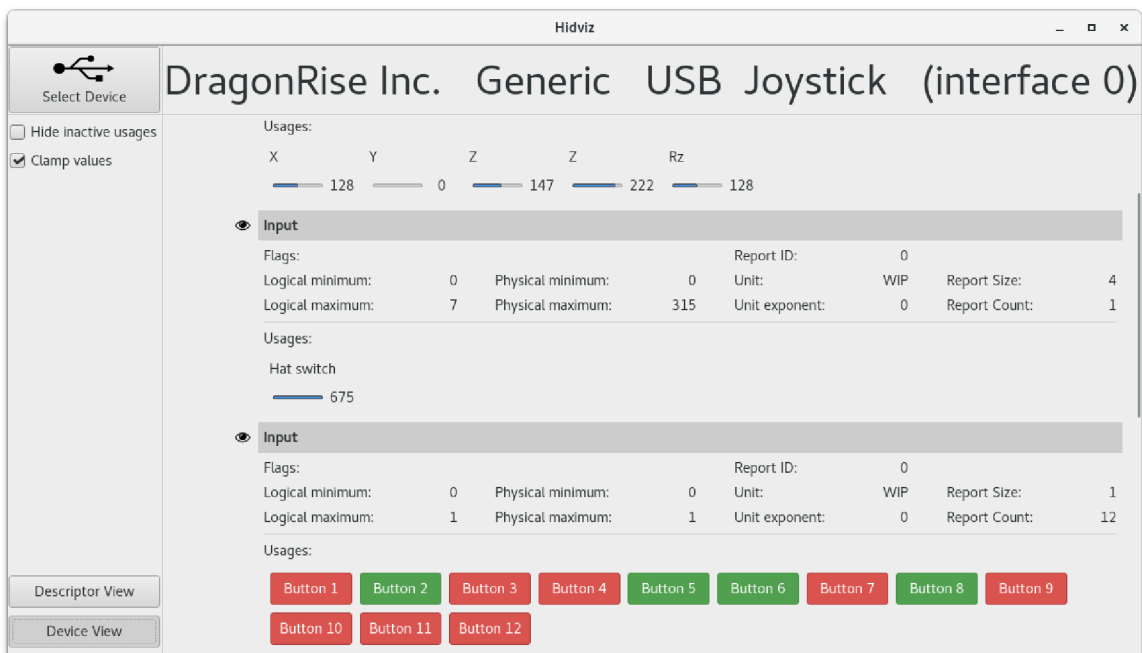 Hidviz
Select Device
DragonRise Inc. Generic USB Joystick (interface 0)
Hide inactive usages
Clamp values
Usages:
X Y Z Z Rz
128 0 147 222 128
Input
Flags: Report ID: 0
Logical minimum: 0 Physical minimum: 0 Unit: WIP Report Size: 4
Logical maximum: 7 Physical maximum: 315 Unit exponent: 0 Report Count: 1
Usages:
Hat switch
675
Input
Flags: Report ID: 0
Logical minimum: 0 Physical minimum: 0 Unit: WIP Report Size: 1
Logical maximum: 1 Physical maximum: 1 Unit exponent: 0 Report Count: 12
Usages:
Button 1 Button 2 Button 3 Button 4 Button 5 Button 6 Button 7 Button 8 Button 9
Button 10 Button 11 Button 12
Descriptor View
Device View